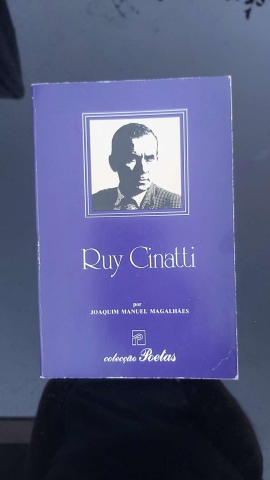 Ruy Cinatti
por
JOAQUIM MANUEL MAGALHÃES
colecção Poetas